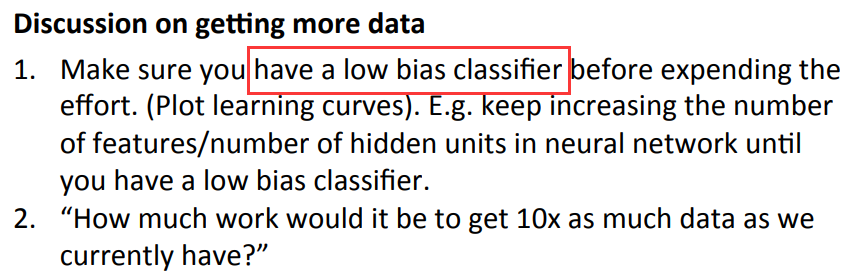 Discussion on getting more data
1. Make sure you have a low bias classifier before expending the
effort. (Plot learning curves). E.g. keep increasing the number
of features/number of hidden units in neural network until
you have a low bias classifier.
2. “How much work would it be to get 10x as much data as we
currently have?”